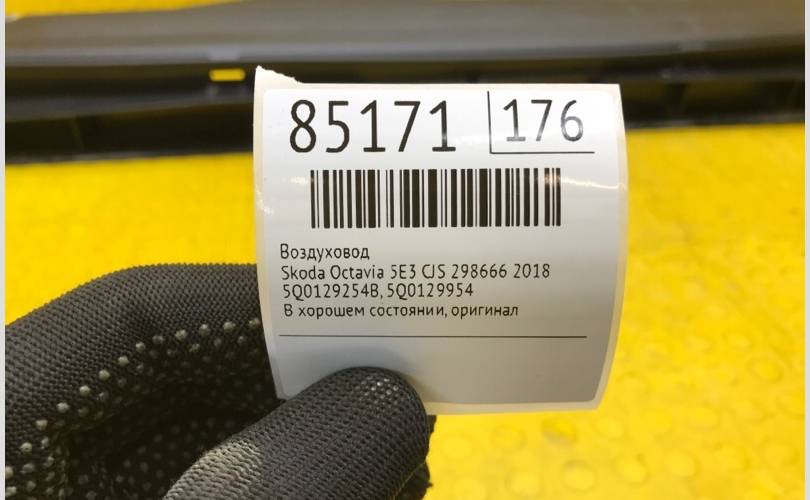 85171 176
Воздуховод
Skoda Octavia 5E3 CJS 298666 2018
5Q0129254B, 5Q0129954
В хорошем состоянии, оригинал